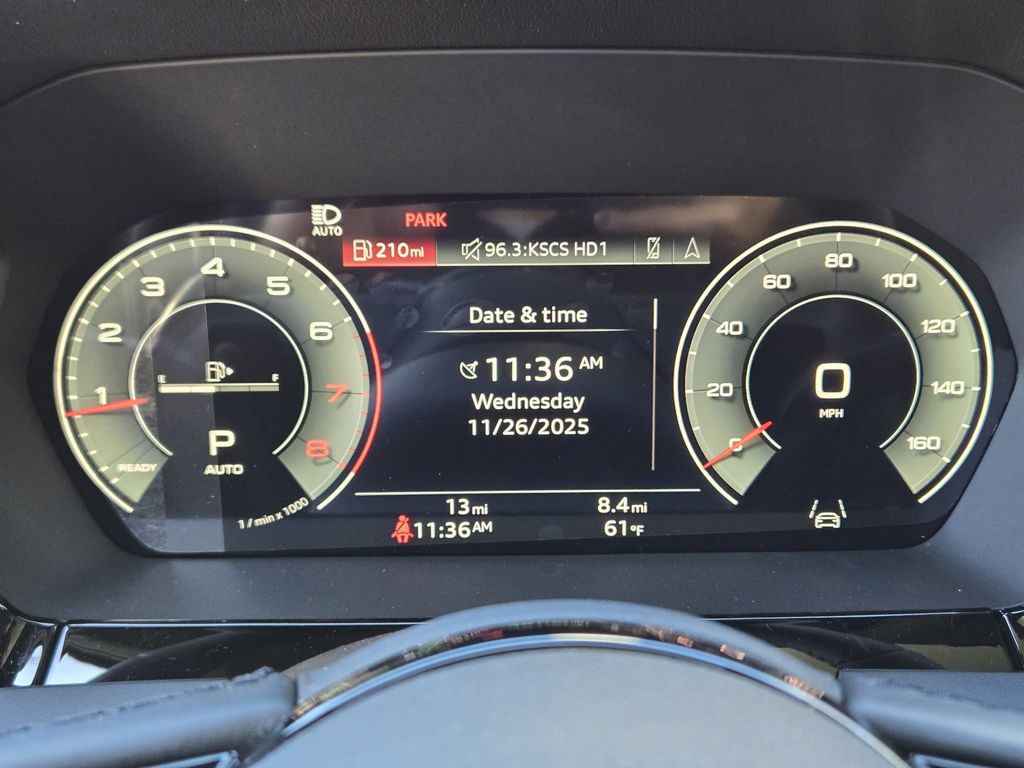 AUTO
PARK
210mi
96.3:KSCS HD1
1
2
3
4
5
6
7
8
READY
E
F
P
AUTO
1/min x 1000
Date & time
11:36 AM
Wednesday
11/26/2025
13mi
8.4mi
11:36AM
61°F
0
20
40
60
80
100
120
140
160
0
MPH